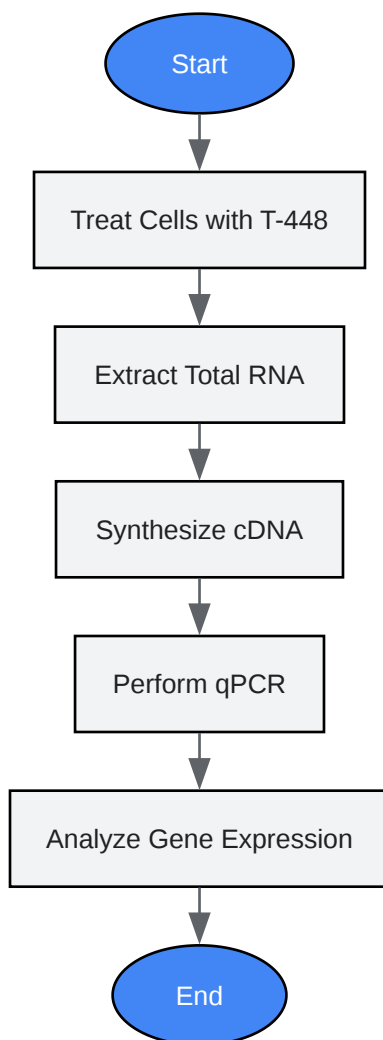 Start
Treat Cells with T-448
Extract Total RNA
Synthesize cDNA
Perform qPCR
Analyze Gene Expression
End